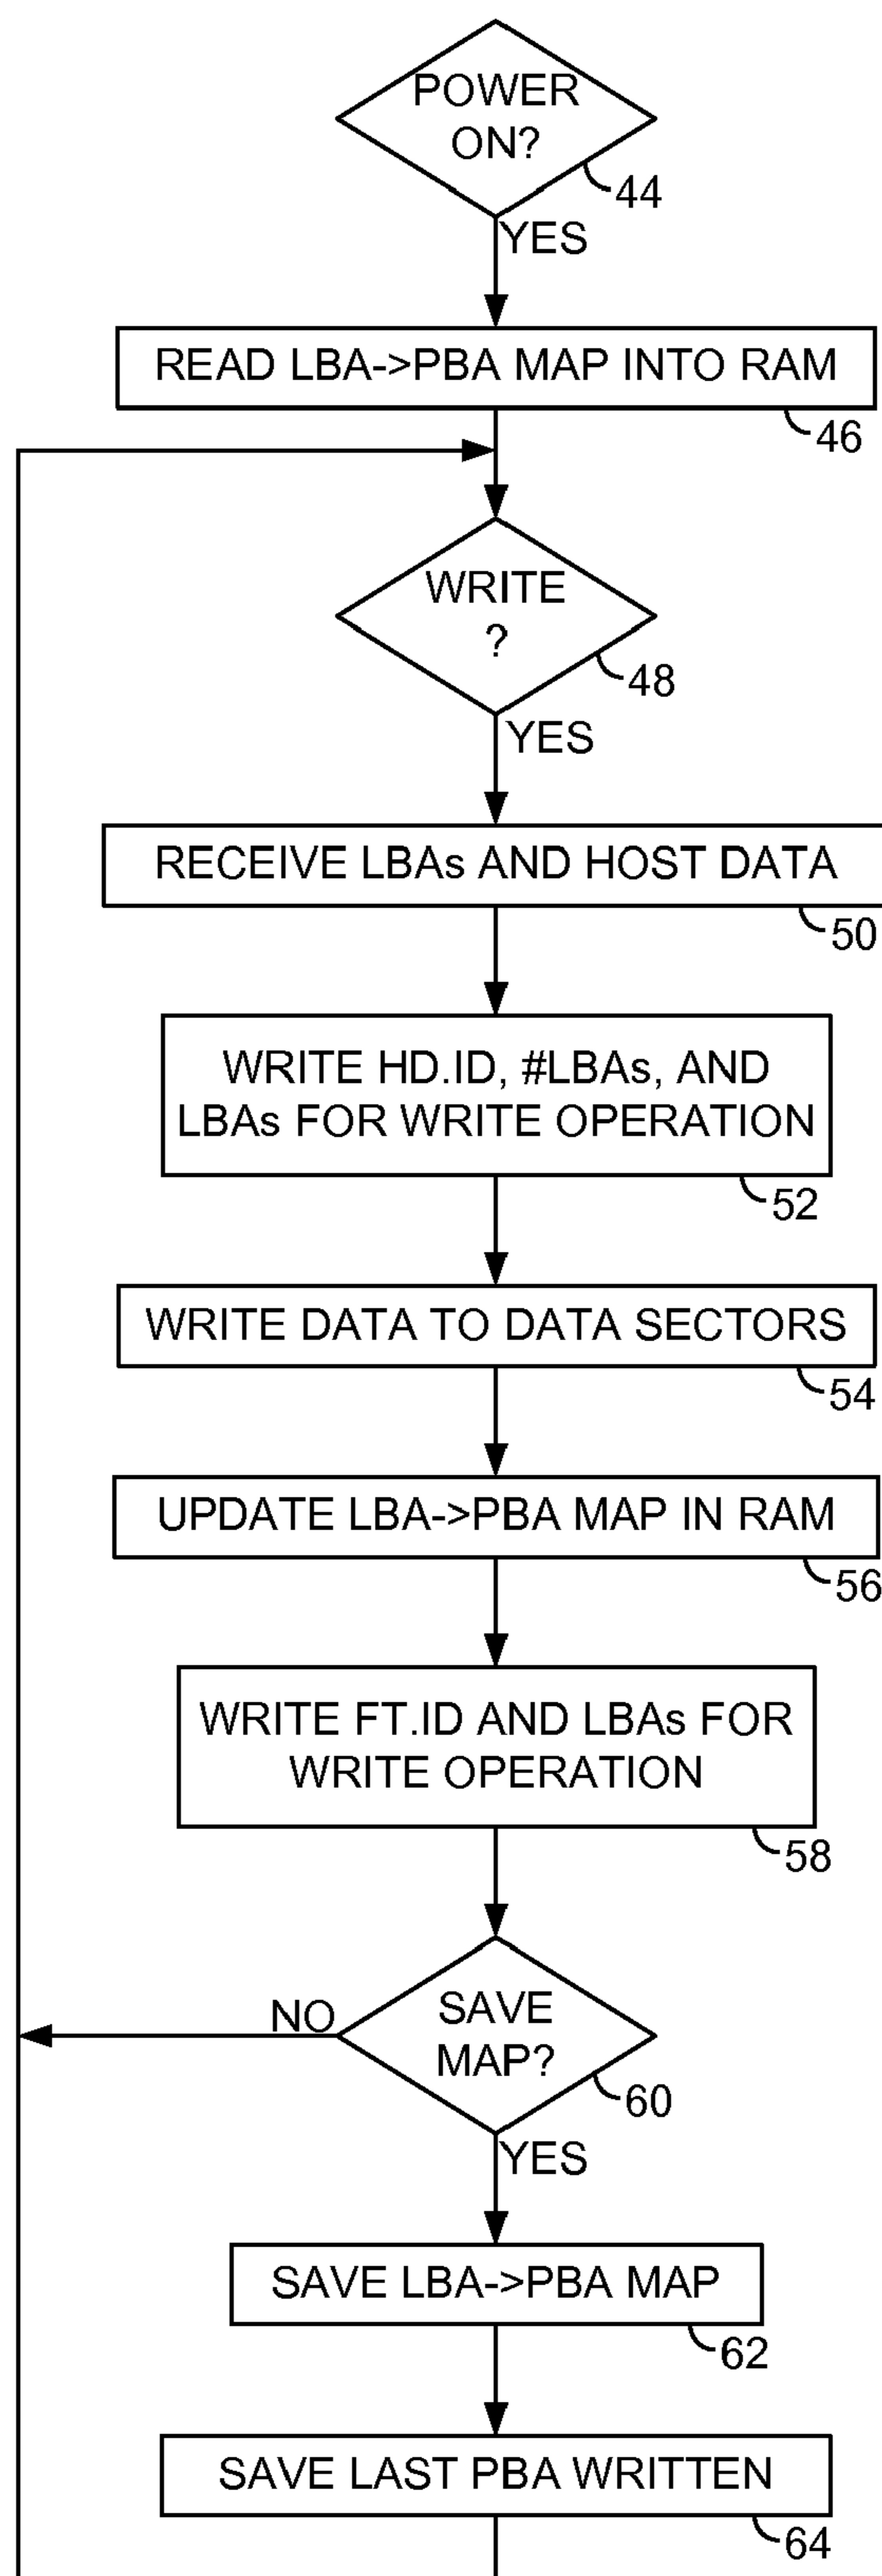 POWER
ON?
44
YES
READ LBA->PBA MAP INTO RAM
46
WRITE
?
48
YES
RECEIVE LBAs AND HOST DATA
50
WRITE HD.ID, #LBAs, AND
LBAs FOR WRITE OPERATION
52
WRITE DATA TO DATA SECTORS
54
UPDATE LBA->PBA MAP IN RAM
56
WRITE FT.ID AND LBAs FOR
WRITE OPERATION
58
NO
SAVE
MAP?
60
YES
SAVE LBA->PBA MAP
62
SAVE LAST PBA WRITTEN
64